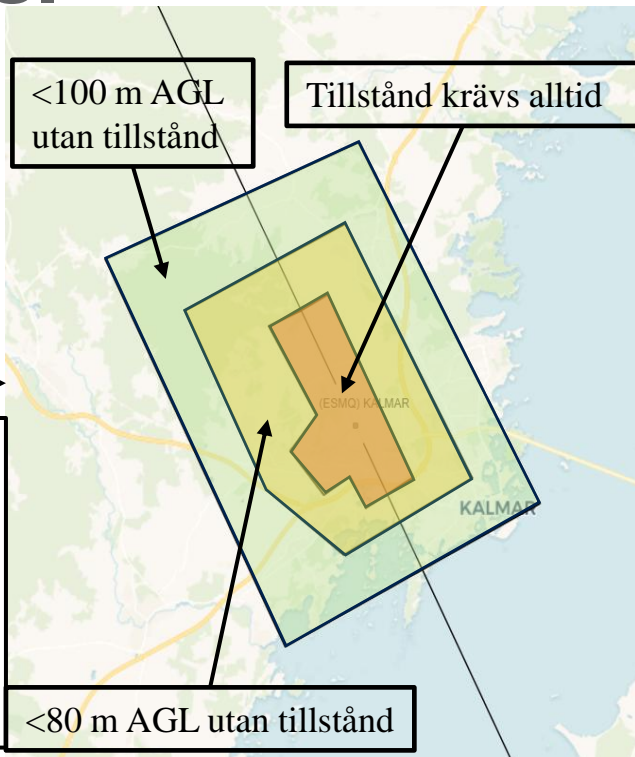 <100 m AGL
utan tillstånd
Tillstånd krävs alltid
(ESMQ) KALMAR
KALMAR
<80 m AGL utan tillstånd